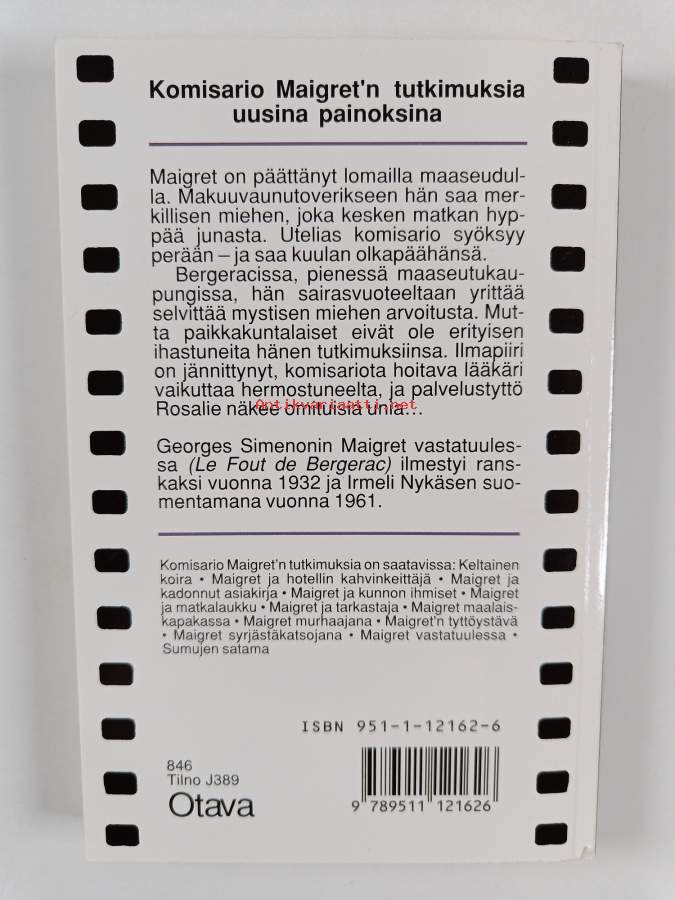 Komisario Maigret'n tutkimuksia
uusina painoksina
Maigret on päättänyt lomailla maaseudul-
la. Makuuvaunutoverikseen hän saa mer-
killisen miehen, joka kesken matkan hyp-
pää junasta. Utelias komisario syöksyy
perään – ja saa kuulan olkapäähänsä.
Bergeracissa, pienessä maaseutukau-
pungissa, hän sairasvuoteeltaan yrittää
selvittää mystisen miehen arvoitusta. Mut-
ta paikkakuntalaiset eivät ole erityisen
ihastuneita hänen tutkimuksiinsa. Ilmapiiri
on jännittynyt, komisariota hoitava lääkäri
vaikuttaa hermostuneelta, ja palvelustyttö
Rosalie näkee omituisia unia...
Antikvariaatti.net
Georges Simenonin Maigret vastatuules-
sa (Le Fout de Bergerac) ilmestyi rans-
kaksi vuonna 1932 ja Irmeli Nykäsen suo-
mentamana vuonna 1961.
Komisario Maigret'n tutkimuksia on saatavissa: Keltainen
koira • Maigret ja hotellin kahvinkeittäjä • Maigret ja
kadonnut asiakirja • Maigret ja kunnon ihmiset • Maigret
ja matkalaukku • Maigret ja tarkastaja • Maigret maalais-
kapakassa • Maigret murhaajana • Maigret'n tyttöystävä
• Maigret syrjästäkatsojana • Maigret vastatuulessa •
Sumujen satama
ISBN 951-1-12162-6
846
Tilno J389
Otava
9 789511 121626